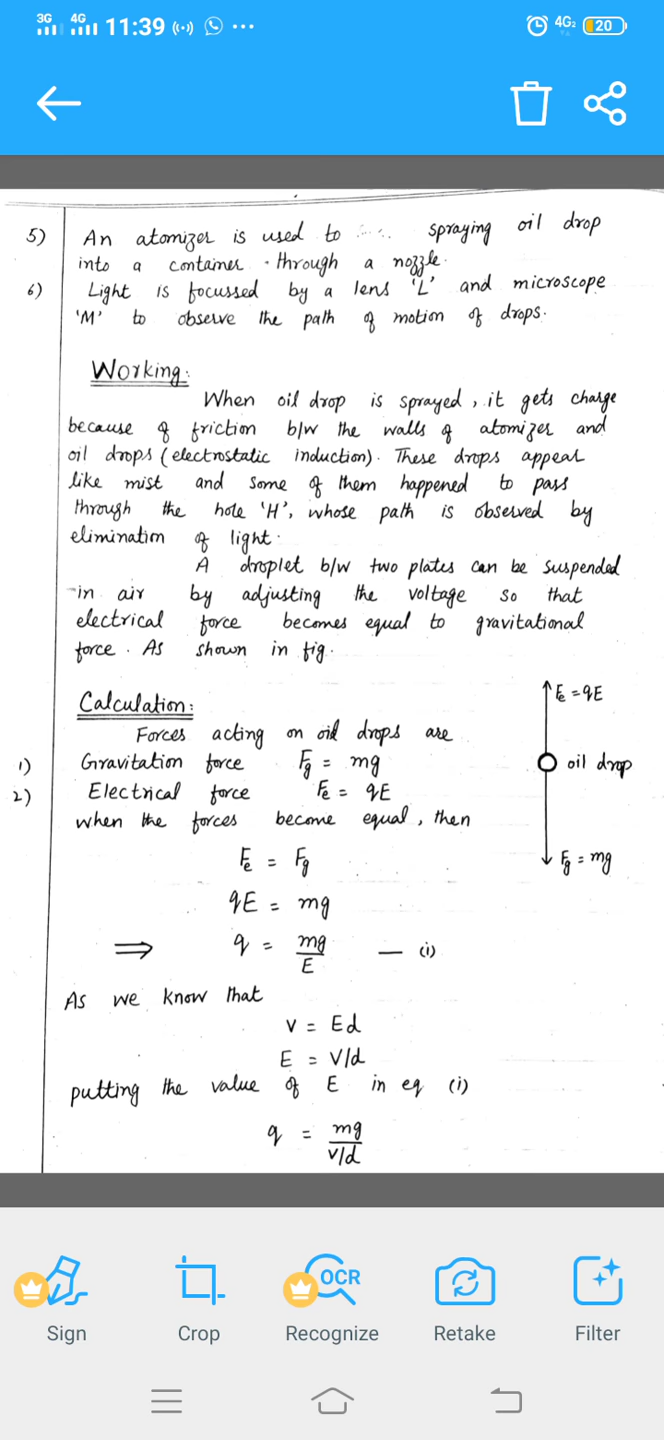 3G 4G 11:39 4G2 20
5) An atomizer is used to spraying oil drop
into a container through a nozzle.
6) Light is focussed by a lens 'L' and microscope
'M' to observe the path of motion of drops.
Working:
When oil drop is sprayed, it gets charge
because of friction b/w the walls of atomizer and
oil drops (electrostatic induction). These drops appear
like mist and some of them happened to pass
through the hole 'H', whose path is observed by
elimination of light.
A droplet b/w two plates can be suspended
in air by adjusting the voltage so that
electrical force becomes equal to gravitational
force. As shown in fig.
Calculation:
Forces acting on oil drops are
1) Gravitation force Fg = mg
2) Electrical force Fe = qE
when the forces become equal, then
Fe = Fg
qE = mg
⟹ q = mg/E — (i)
Fe = qE
oil drop
Fg = mg
As we know that
V = Ed
E = V/d
putting the value of E in eq (i)
q = mg/V/d
Sign Crop OCR Recognize Retake Filter